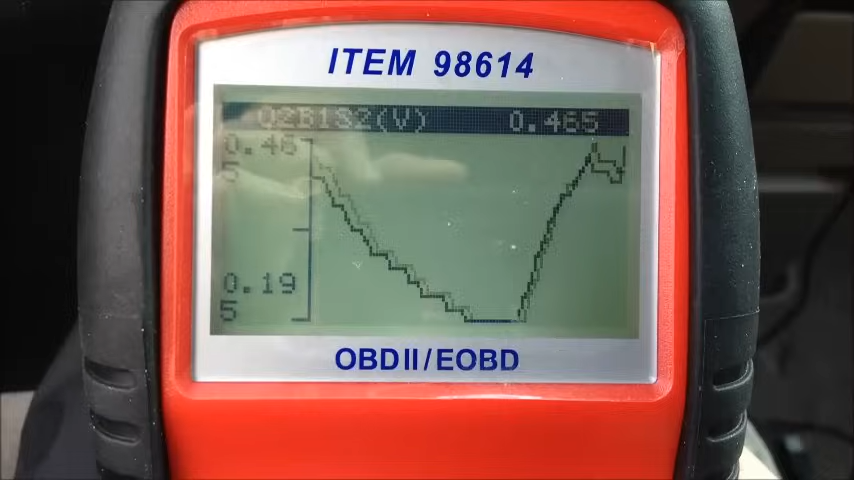 ITEM 98614
O2B1S2(V) 0.465
0.46
5
0.19
5
OBDII/EOBD